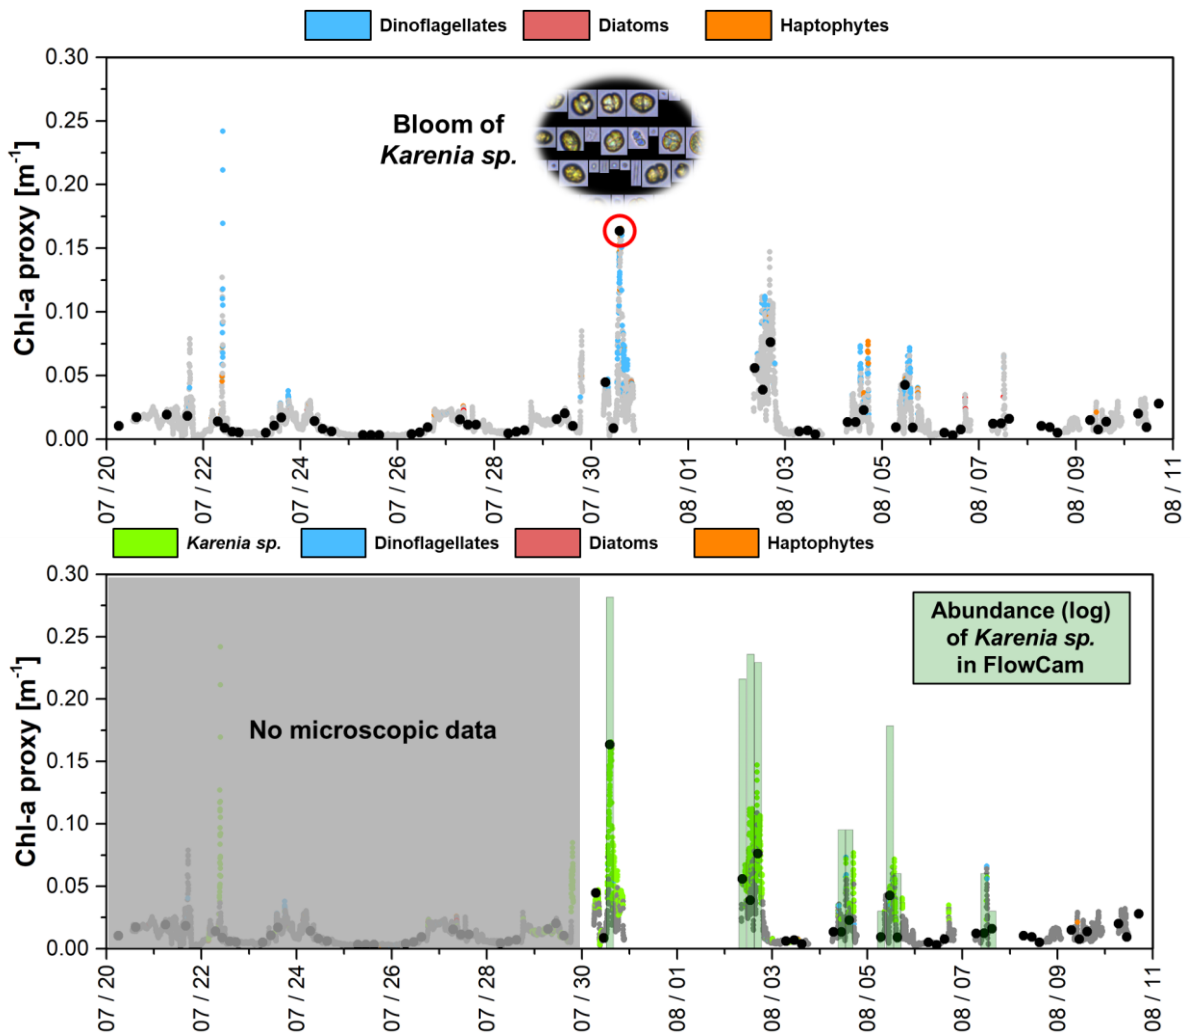 Dinoflagellates Diatoms Haptophytes
0.30
0.25
0.20
0.15
0.10
0.05
0.00
Chl-a proxy [m⁻¹]
Bloom of
Karenia sp.
07 / 20
07 / 22
07 / 24
07 / 26
07 / 28
07 / 30
08 / 01
08 / 03
08 / 05
08 / 07
08 / 09
08 / 11
Karenia sp. Dinoflagellates Diatoms Haptophytes
0.30
0.25
0.20
0.15
0.10
0.05
0.00
Chl-a proxy [m⁻¹]
No microscopic data
Abundance (log)
of Karenia sp.
in FlowCam
07 / 20
07 / 22
07 / 24
07 / 26
07 / 28
07 / 30
08 / 01
08 / 03
08 / 05
08 / 07
08 / 09
08 / 11